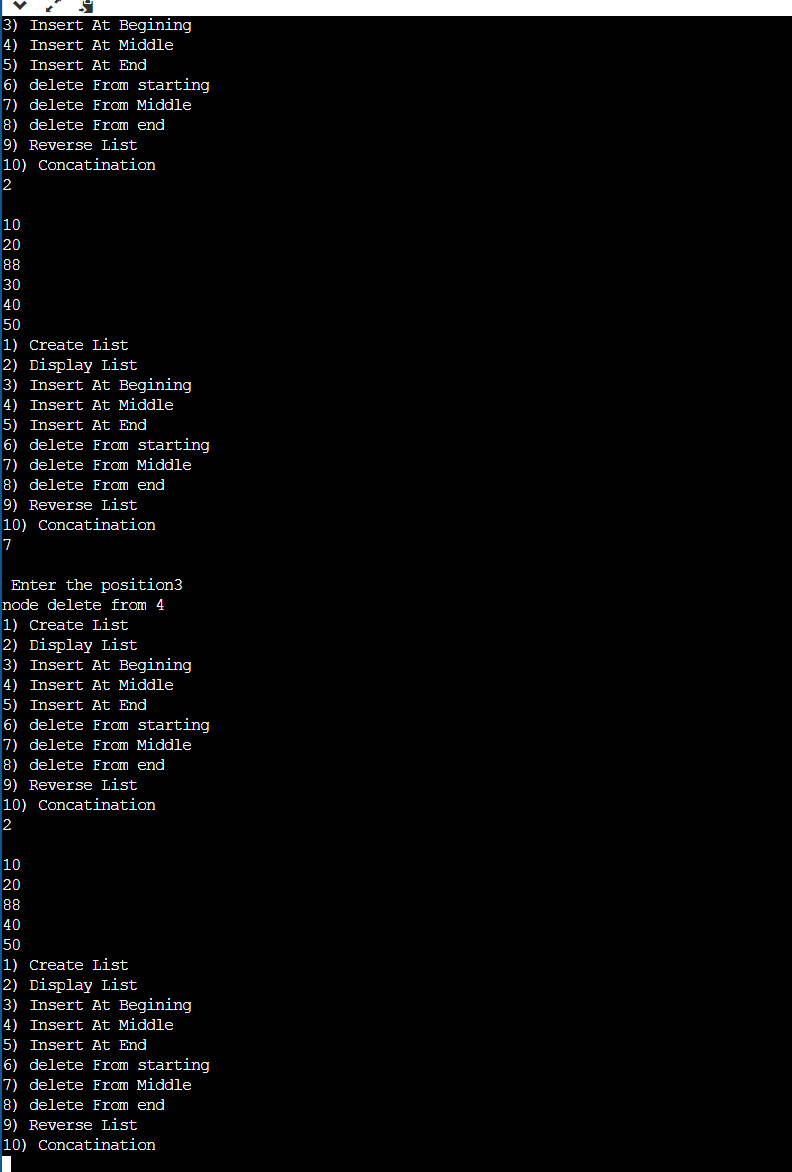 3) Insert At Begining
4) Insert At Middle
5) Insert At End
6) delete From starting
7) delete From Middle
8) delete From end
9) Reverse List
10) Concatination
2
10
20
88
30
40
50
1) Create List
2) Display List
3) Insert At Begining
4) Insert At Middle
5) Insert At End
6) delete From starting
7) delete From Middle
8) delete From end
9) Reverse List
10) Concatination
7
Enter the position3
node delete from 4
1) Create List
2) Display List
3) Insert At Begining
4) Insert At Middle
5) Insert At End
6) delete From starting
7) delete From Middle
8) delete From end
9) Reverse List
10) Concatination
2
10
20
88
40
50
1) Create List
2) Display List
3) Insert At Begining
4) Insert At Middle
5) Insert At End
6) delete From starting
7) delete From Middle
8) delete From end
9) Reverse List
10) Concatination